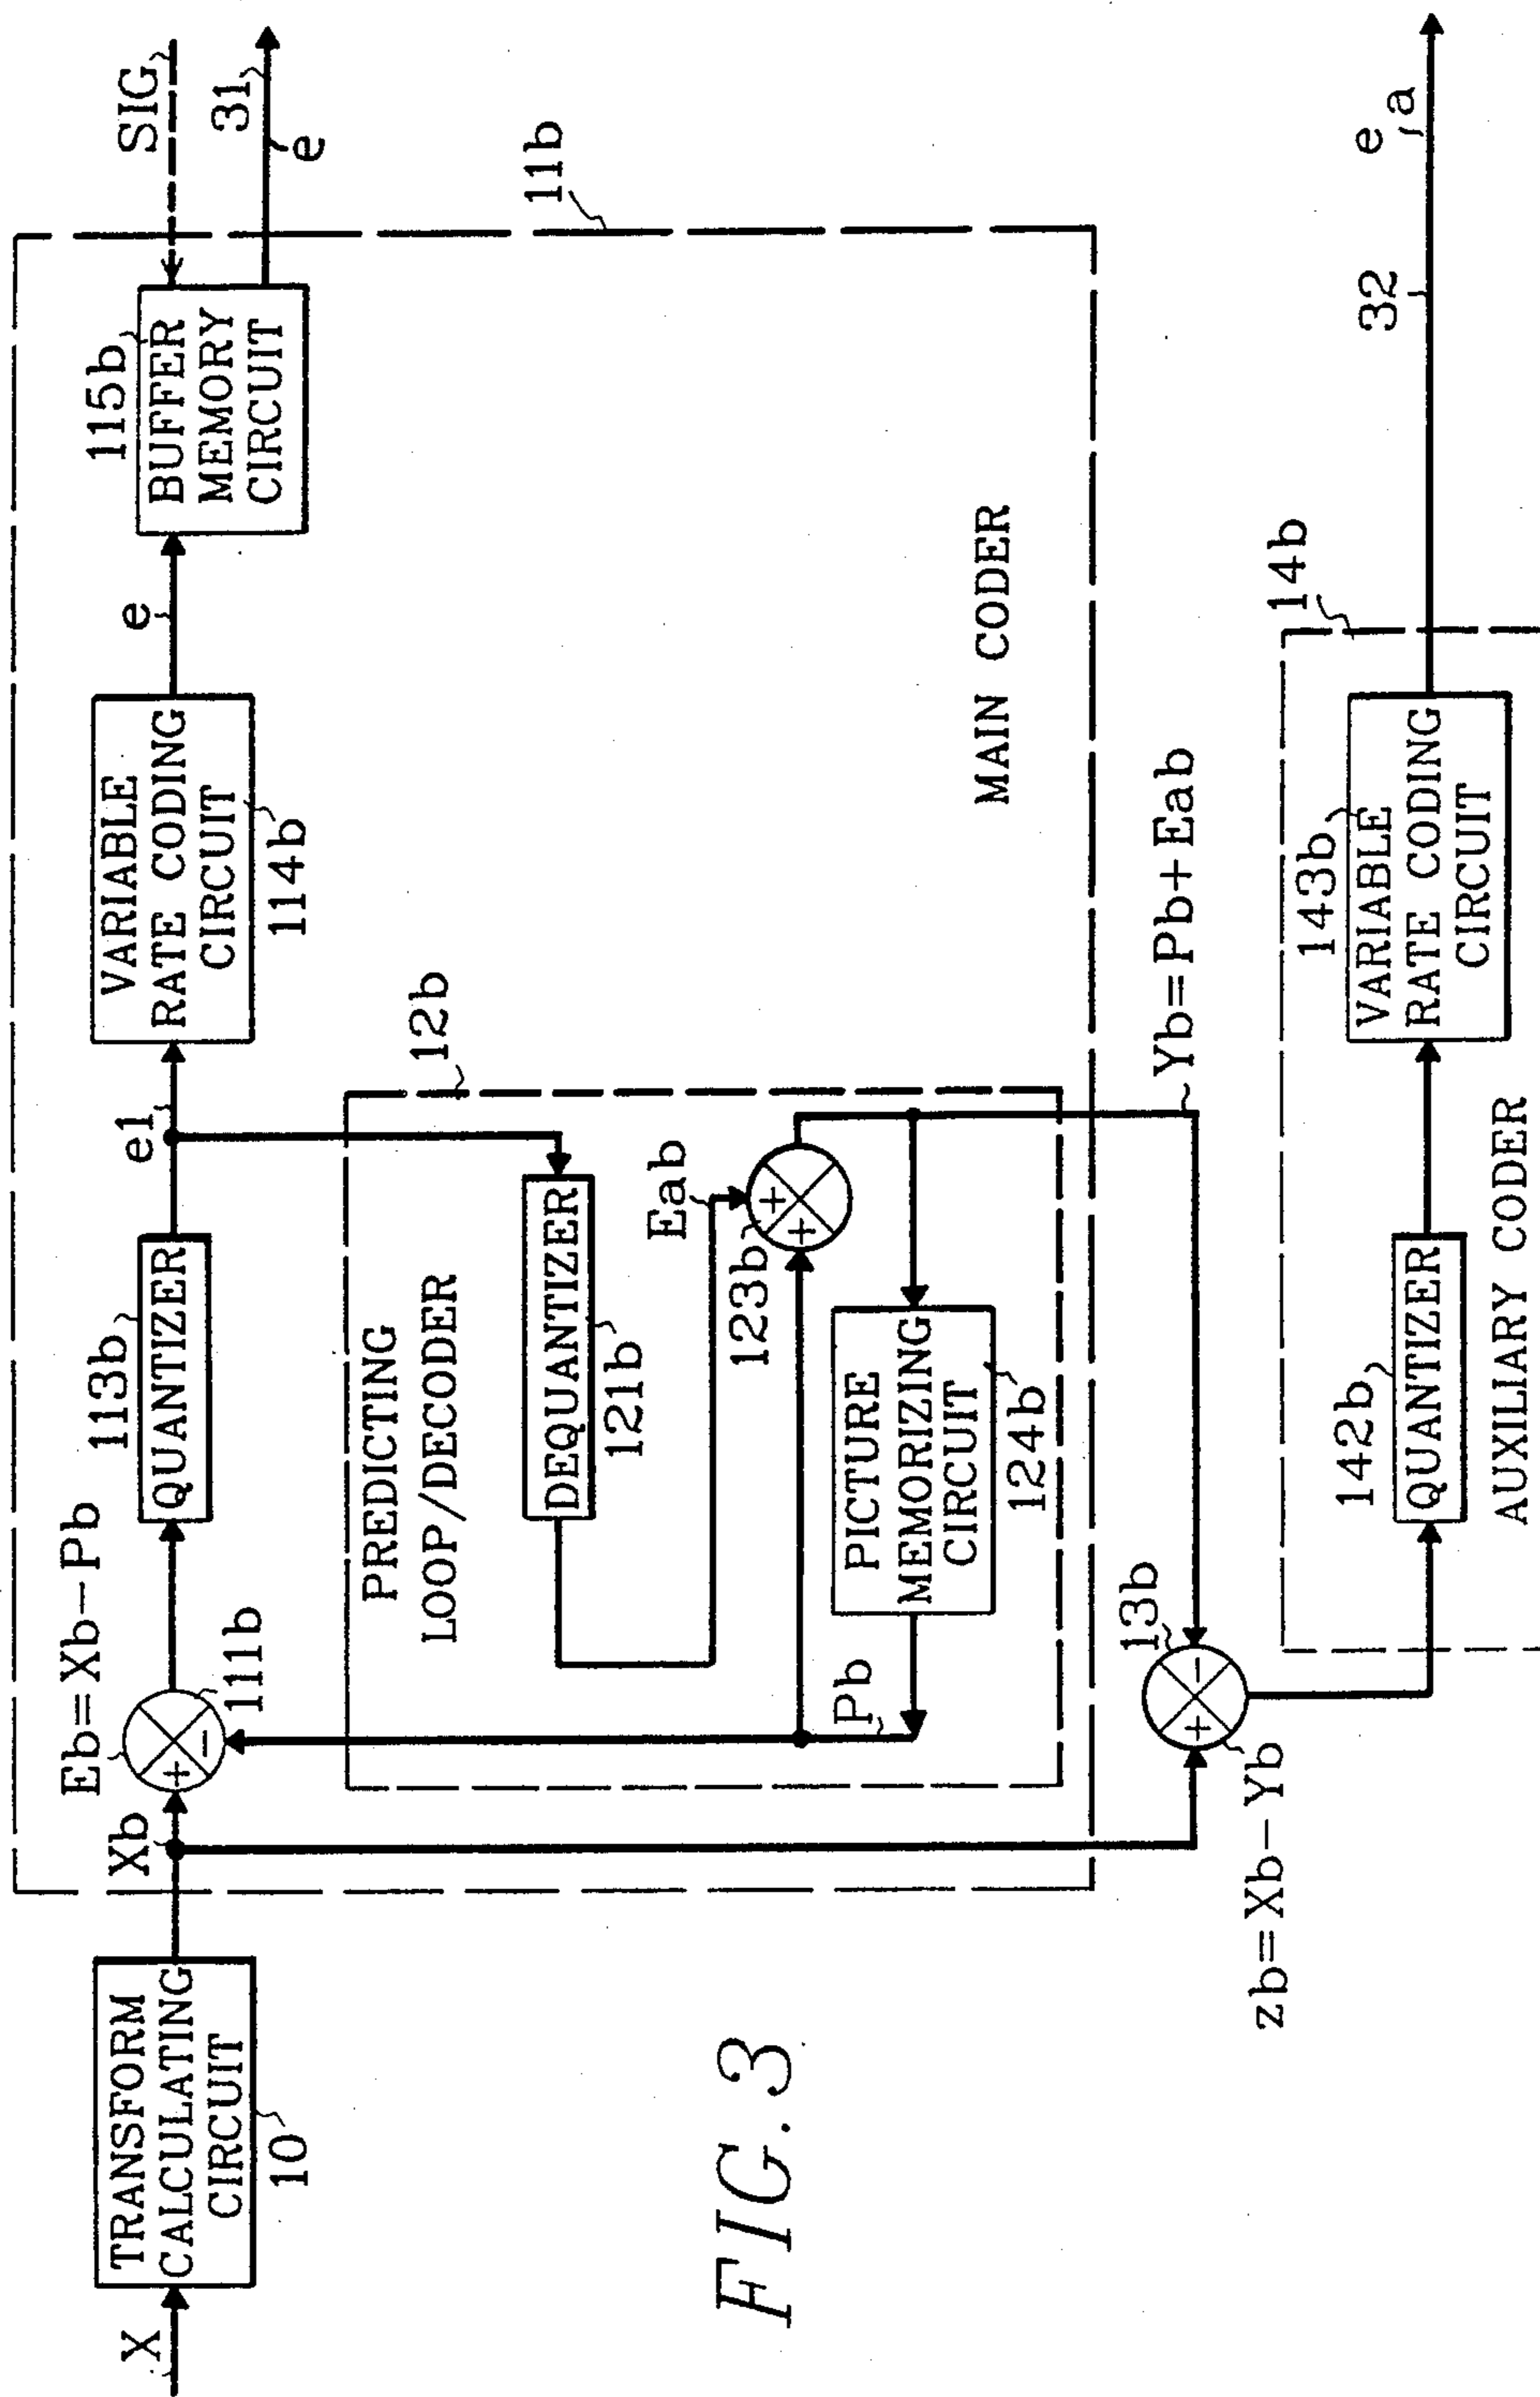 X
TRANSFORM
CALCULATING
CIRCUIT
10
Xb
Eb=Xb-Pb
+
-
111b
113b
QUANTIZER
e1
VARIABLE
RATE CODING
CIRCUIT
114b
e
115b
BUFFER
MEMORY
CIRCUIT
SIG
31
e
11b
12b
PREDICTING
LOOP/DECODER
DEQUANTIZER
121b
Eab
123b
+
+
PICTURE
MEMORIZING
CIRCUIT
124b
Pb
MAIN CODER
Yb=Pb+Eab
13b
+
-
zb=Xb-Yb
14b
142b
QUANTIZER
143b
VARIABLE
RATE CODING
CIRCUIT
AUXILIARY CODER
32
e
a
FIG.3